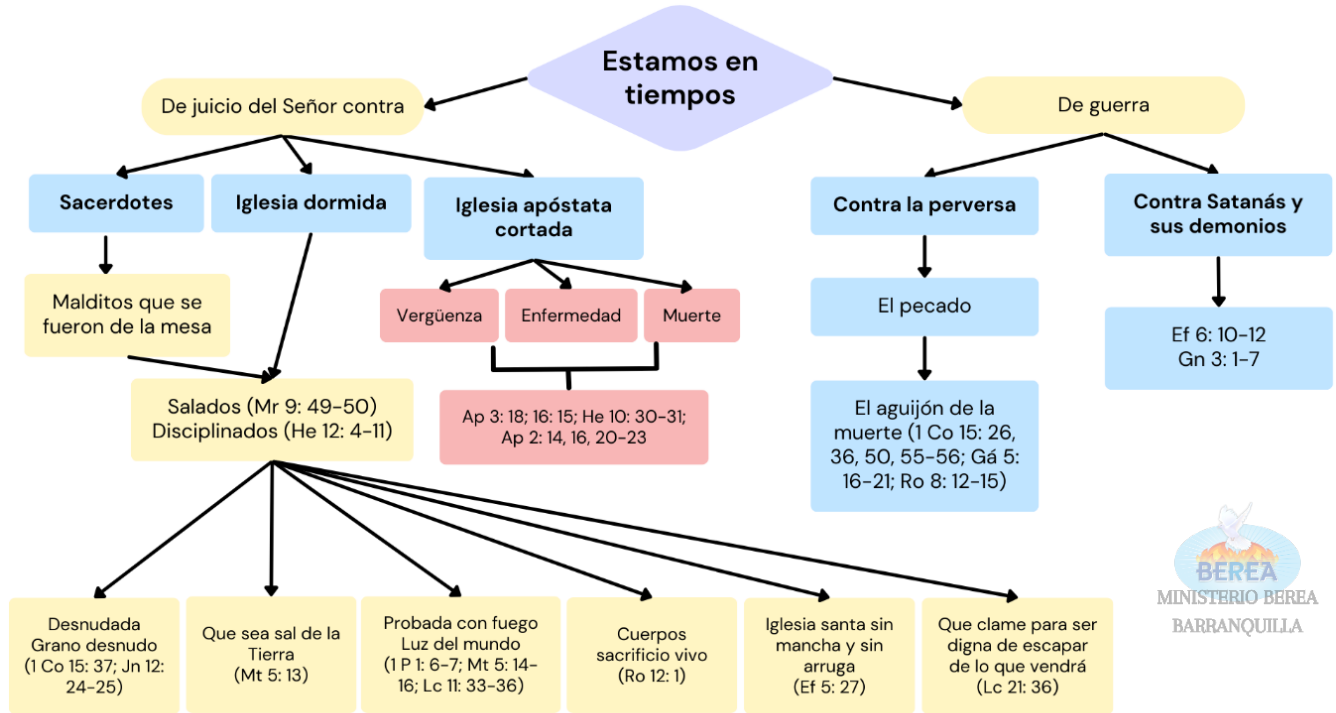 Estamos en
tiempos
De juicio del Señor contra
De guerra
Sacerdotes
Iglesia dormida
Iglesia apóstata
cortada
Contra la perversa
Contra Satanás y
sus demonios
Malditos que se
fueron de la mesa
Vergüenza
Enfermedad
Muerte
El pecado
Ef 6: 10-12
Gn 3: 1-7
Salados (Mr 9: 49-50)
Disciplinados (He 12: 4-11)
Ap 3: 18; 16: 15; He 10: 30-31;
Ap 2: 14, 16, 20-23
El aguijón de la
muerte (1 Co 15: 26,
36, 50, 55-56; Gá 5:
16-21; Ro 8: 12-15)
Desnudada
Grano desnudo
(1 Co 15: 37; Jn 12:
24-25)
Que sea sal de la
Tierra
(Mt 5: 13)
Probada con fuego
Luz del mundo
(1 P 1: 6-7; Mt 5: 14-
16; Lc 11: 33-36)
Cuerpos
sacrificio vivo
(Ro 12: 1)
Iglesia santa sin
mancha y sin
arruga
(Ef 5: 27)
Que clame para ser
digna de escapar
de lo que vendrá
(Lc 21: 36)
BEREA
MINISTERIO BEREA
BARRANQUILLA